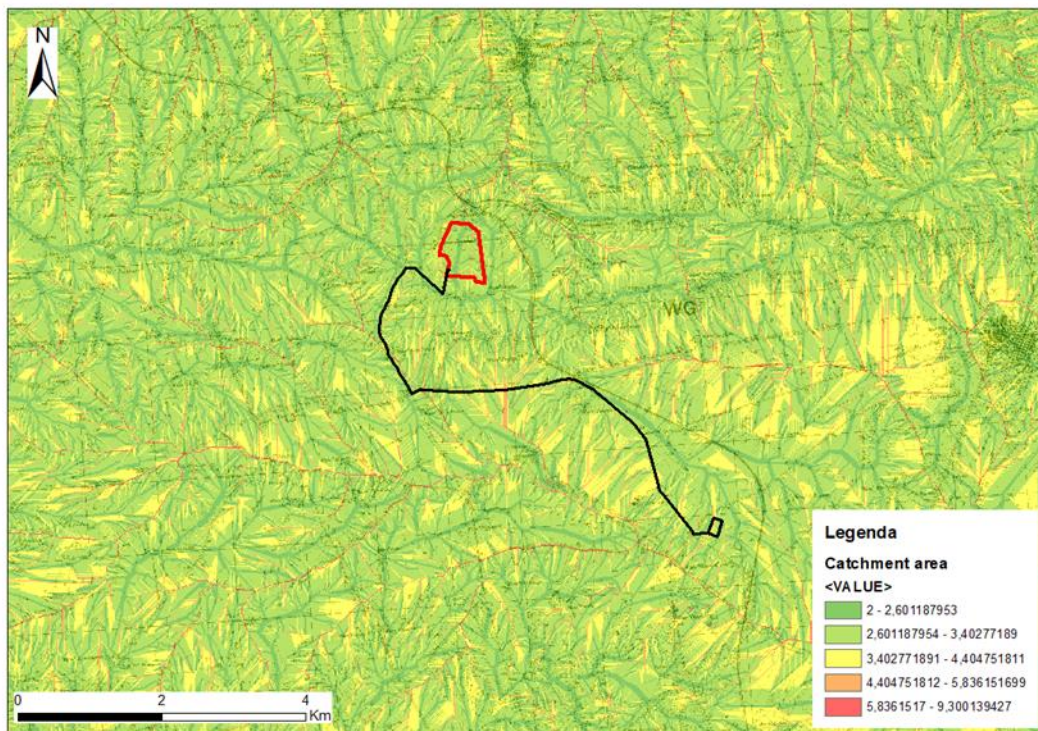 N
WG
Legenda
Catchment area
<VALUE>
2 - 2,601187953
2,601187954 - 3,40277189
3,402771891 - 4,404751811
4,404751812 - 5,836151699
5,8361517 - 9,300139427
0 2 4
Km